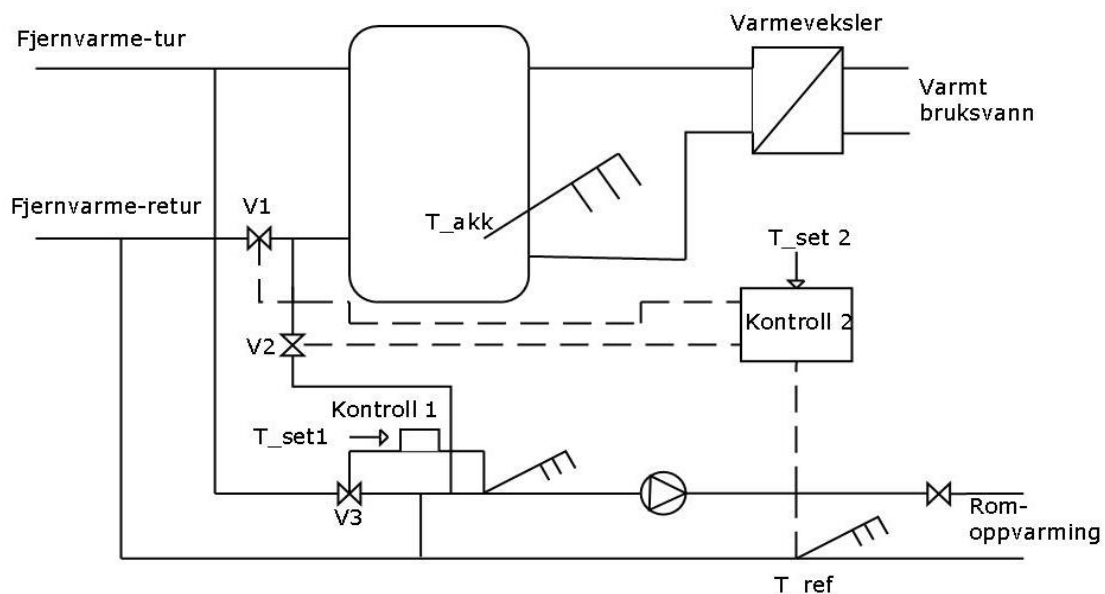 Fjernvarme-tur
Varmeveksler
Varmt
bruksvann
Fjernvarme-retur
V1
T_akk
T_set 2
Kontroll 2
V2
Kontroll 1
T_set1
V3
Rom-
oppvarming
T_ref